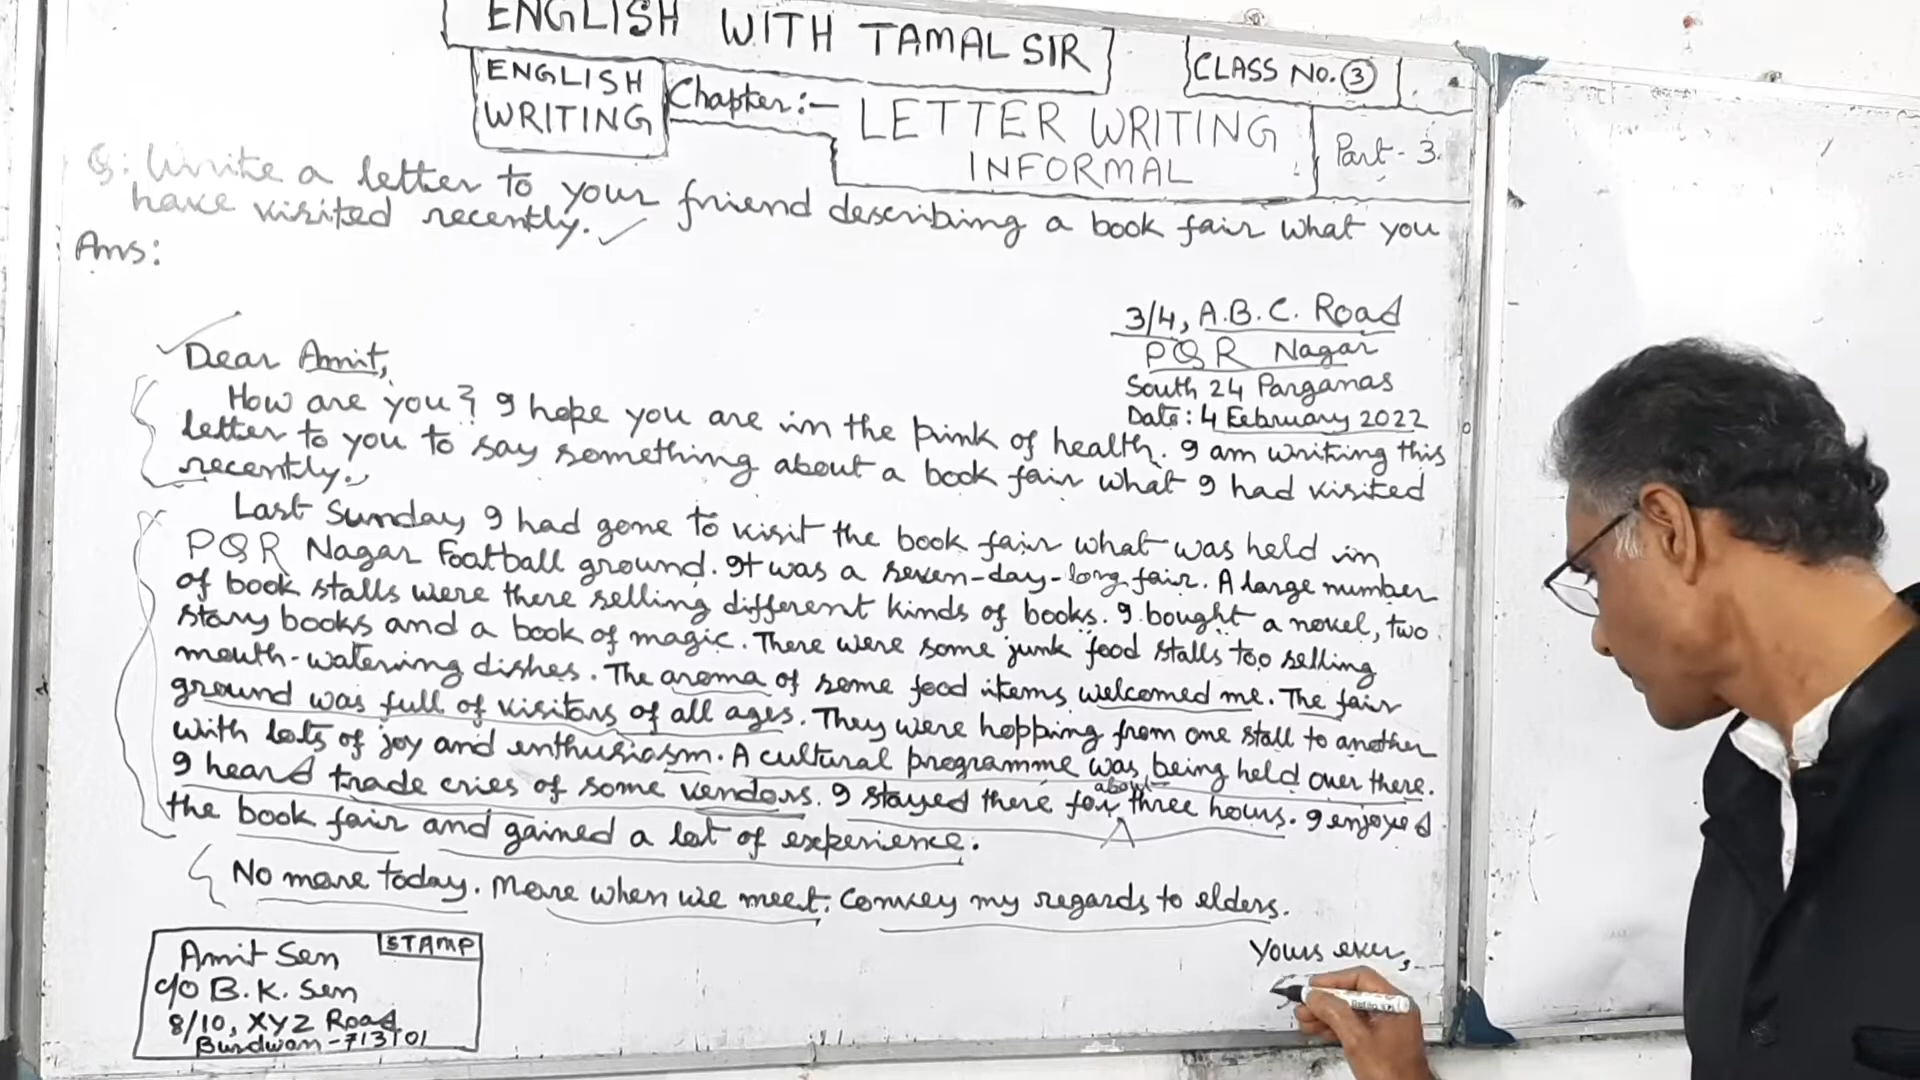 ENGLISH WITH TAMAL SIR
CLASS NO. 3
ENGLISH WRITING
Chapter:- LETTER WRITING
INFORMAL
Part - 3.
Q: Write a letter to your friend describing a book fair what you
have visited recently.
Ans:
3/4, A.B.C. Road
PQR Nagar
South 24 Parganas
Date: 4 February 2022
Dear Amit,
How are you? I hope you are in the pink of health. I am writing this
letter to you to say something about a book fair what I had visited
recently.
Last Sunday I had gone to visit the book fair what was held in
PQR Nagar Football ground. It was a seven-day-long fair. A large number
of book stalls were there selling different kinds of books. I bought a novel, two
story books and a book of magic. There were some junk food stalls too selling
mouth-watering dishes. The aroma of some food items welcomed me. The fair
ground was full of visitors of all ages. They were hopping from one stall to another
with lots of joy and enthusiasm. A cultural programme was being held over there.
I heard trade cries of some vendors. I stayed there for about three hours. I enjoyed
the book fair and gained a lot of experience.
No more today. More when we meet. Convey my regards to elders.
Yours ever,
STAMP
Amit Sen
c/o B.K. Sen
8/10, XYZ Road
Burdwan-713101